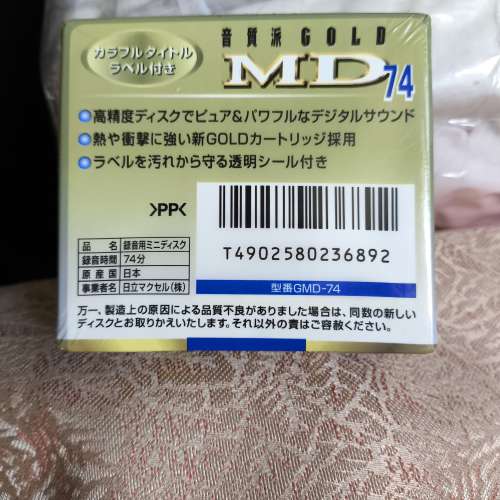 カラフルタイトル
ラベル付き
音質派 GOLD
MD74
高精度ディスクでピュア&パワフルなデジタルサウンド
熱や衝撃に強い新GOLDカートリッジ採用
ラベルを汚れから守る透明シール付き
PP
T4902580236892
品名 録音用ミニディスク
録音時間 74分
原産国 日本
事業者名 日立マクセル(株)
型番GMD-74
万一、製造上の原因による品質不良がありました場合は、同数の新しい
ディスクとお取りかえいたします。それ以外の責はご容赦ください。